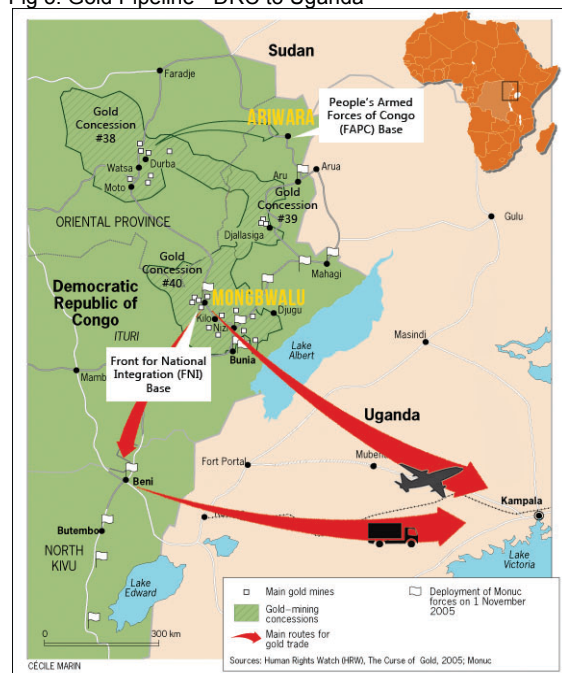 Fig 3: Gold Pipeline - DRC to Uganda
Sudan
Faradje
Gold
Concession
#38
ARIWARA
People's Armed
Forces of Congo
(FAPC) Base
Durba
Watsa
Moto
Aru
Arua
Gold
Concession
#39
ORIENTAL PROVINCE
Djallasiga
Gulu
Gold
Concession
#40
Mahagi
Democratic
Republic of
Congo
MONGBWALU
Djugu
Kilo
Nizi
ITURI
Masindi
Lake
Albert
Front for National
Integration (FNI)
Base
Bunia
Mamb
Uganda
Fort Portal
Muben
Beni
Kampala
Butembo
NORTH
KIVU
Lake
Edward
Lake
Victoria
Main gold mines
Gold-mining
concessions
Main routes for
gold trade
Deployment of Monuc
forces on 1 November
2005
0 300 km
Sources: Human Rights Watch (HRW), The Curse of Gold, 2005; Monuc
CÉCILE MARIN